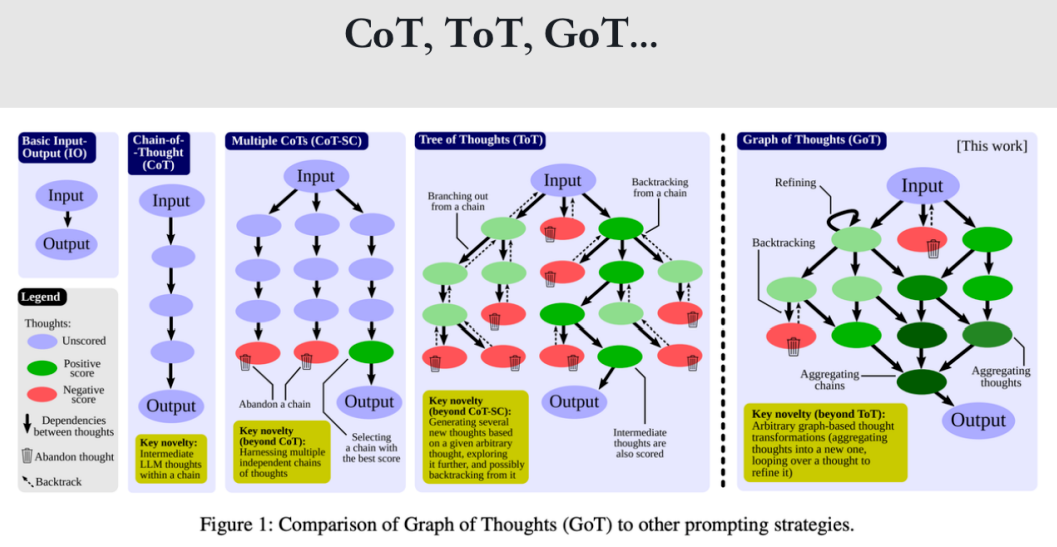 CoT, ToT, GoT...
Basic Input-
Output (IO)
Input
Output
Legend
Thoughts:
Unscored
Positive
score
Negative
score
Dependencies
between thoughts
Abandon thought
Backtrack
Chain-of-
-Thought
(CoT)
Input
Output
Key novelty:
Intermediate
LLM thoughts
within a chain
Multiple CoTs (CoT-SC)
Input
Abandon a chain
Output
Key novelty
(beyond CoT):
Harnessing multiple
independent chains
of thoughts
Selecting
a chain with
the best score
Tree of Thoughts (ToT)
Input
Branching out
from a chain
Backtracking
from a chain
Output
Key novelty
(beyond CoT-SC):
Generating several
new thoughts based
on a given arbitrary
thought, exploring
it further, and possibly
backtracking from it
Intermediate
thoughts are
also scored
Graph of Thoughts (GoT)
[This work]
Refining
Input
Backtracking
Aggregating
chains
Aggregating
thoughts
Output
Key novelty (beyond ToT):
Arbitrary graph-based thought
transformations (aggregating
thoughts into a new one,
looping over a thought to
refine it)
Figure 1: Comparison of Graph of Thoughts (GoT) to other prompting strategies.